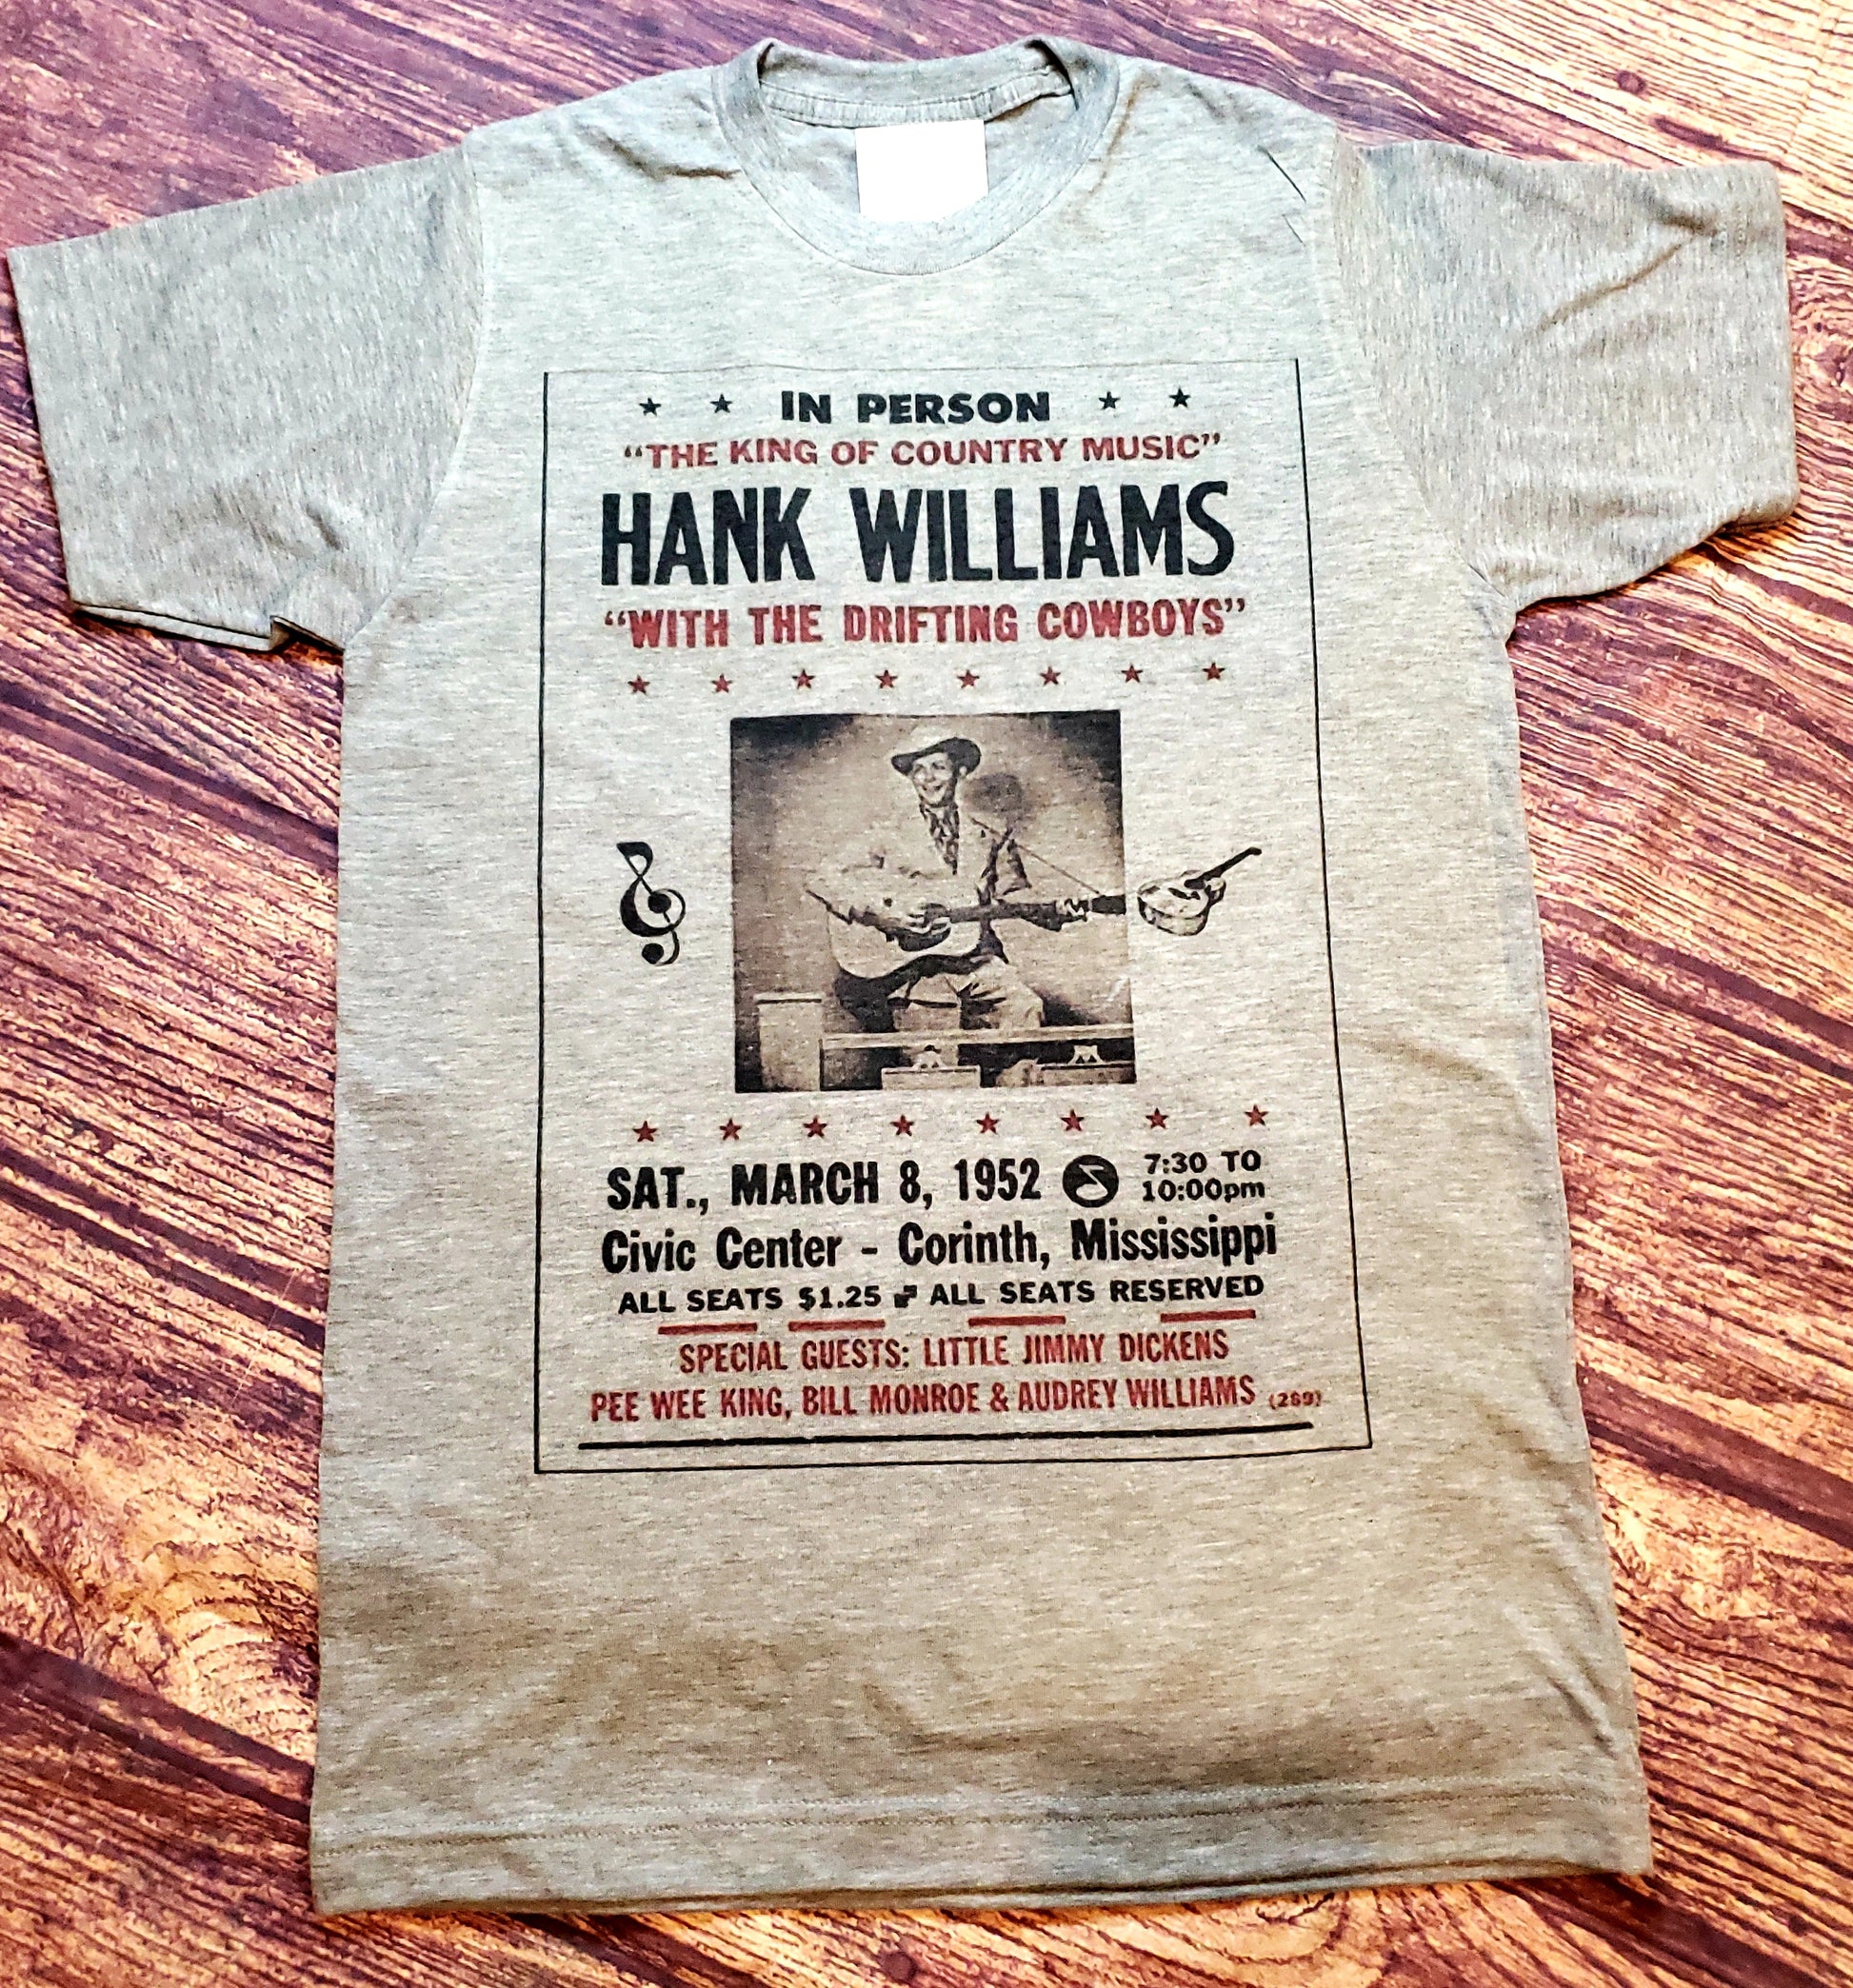 IN PERSON
“THE KING OF COUNTRY MUSIC”
HANK WILLIAMS
“WITH THE DRIFTING COWBOYS”
SAT., MARCH 8, 1952 7:30 TO
10:00pm
Civic Center - Corinth, Mississippi
ALL SEATS $1.25 ALL SEATS RESERVED
SPECIAL GUESTS: LITTLE JIMMY DICKENS
PEE WEE KING, BILL MONROE & AUDREY WILLIAMS (269)